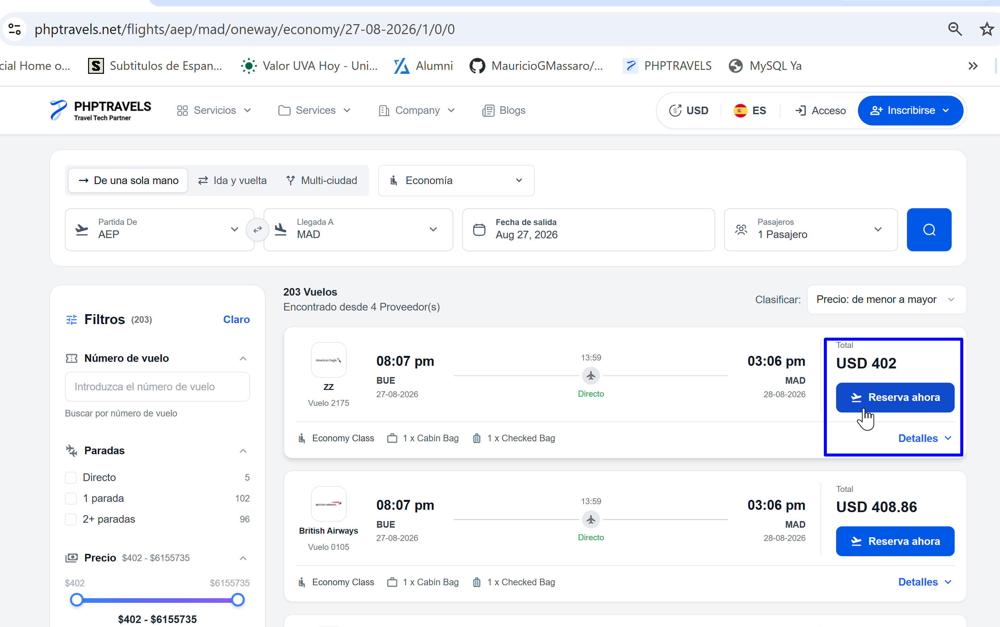 phptravels.net/flights/aep/mad/oneway/economy/27-08-2026/1/0/0
cial Home o...
Subtitulos de Espan...
Valor UVA Hoy - Uni...
Alumni
MauricioGMassaro/...
PHPTRAVELS
MySQL Ya
PHPTRAVELS
Travel Tech Partner
Servicios
Services
Company
Blogs
USD
ES
Acceso
Inscribirse
De una sola mano
Ida y vuelta
Multi-ciudad
Economía
Partida De
AEP
Llegada A
MAD
Fecha de salida
Aug 27, 2026
Pasajeros
1 Pasajero
Filtros (203)
Claro
Número de vuelo
Introduzca el número de vuelo
Buscar por número de vuelo
Paradas
Directo 5
1 parada 102
2+ paradas 96
Precio $402 - $6155735
$402 $6155735
$402 - $6155735
203 Vuelos
Encontrado desde 4 Proveedor(s)
Clasificar:
Precio: de menor a mayor
American Eagle
ZZ
Vuelo 2175
08:07 pm
BUE
27-08-2026
13:59
Directo
03:06 pm
MAD
28-08-2026
Total
USD 402
Reserva ahora
Economy Class
1 x Cabin Bag
1 x Checked Bag
Detalles
BRITISH AIRWAYS
British Airways
Vuelo 0105
08:07 pm
BUE
27-08-2026
13:59
Directo
03:06 pm
MAD
28-08-2026
Total
USD 408.86
Reserva ahora
Economy Class
1 x Cabin Bag
1 x Checked Bag
Detalles